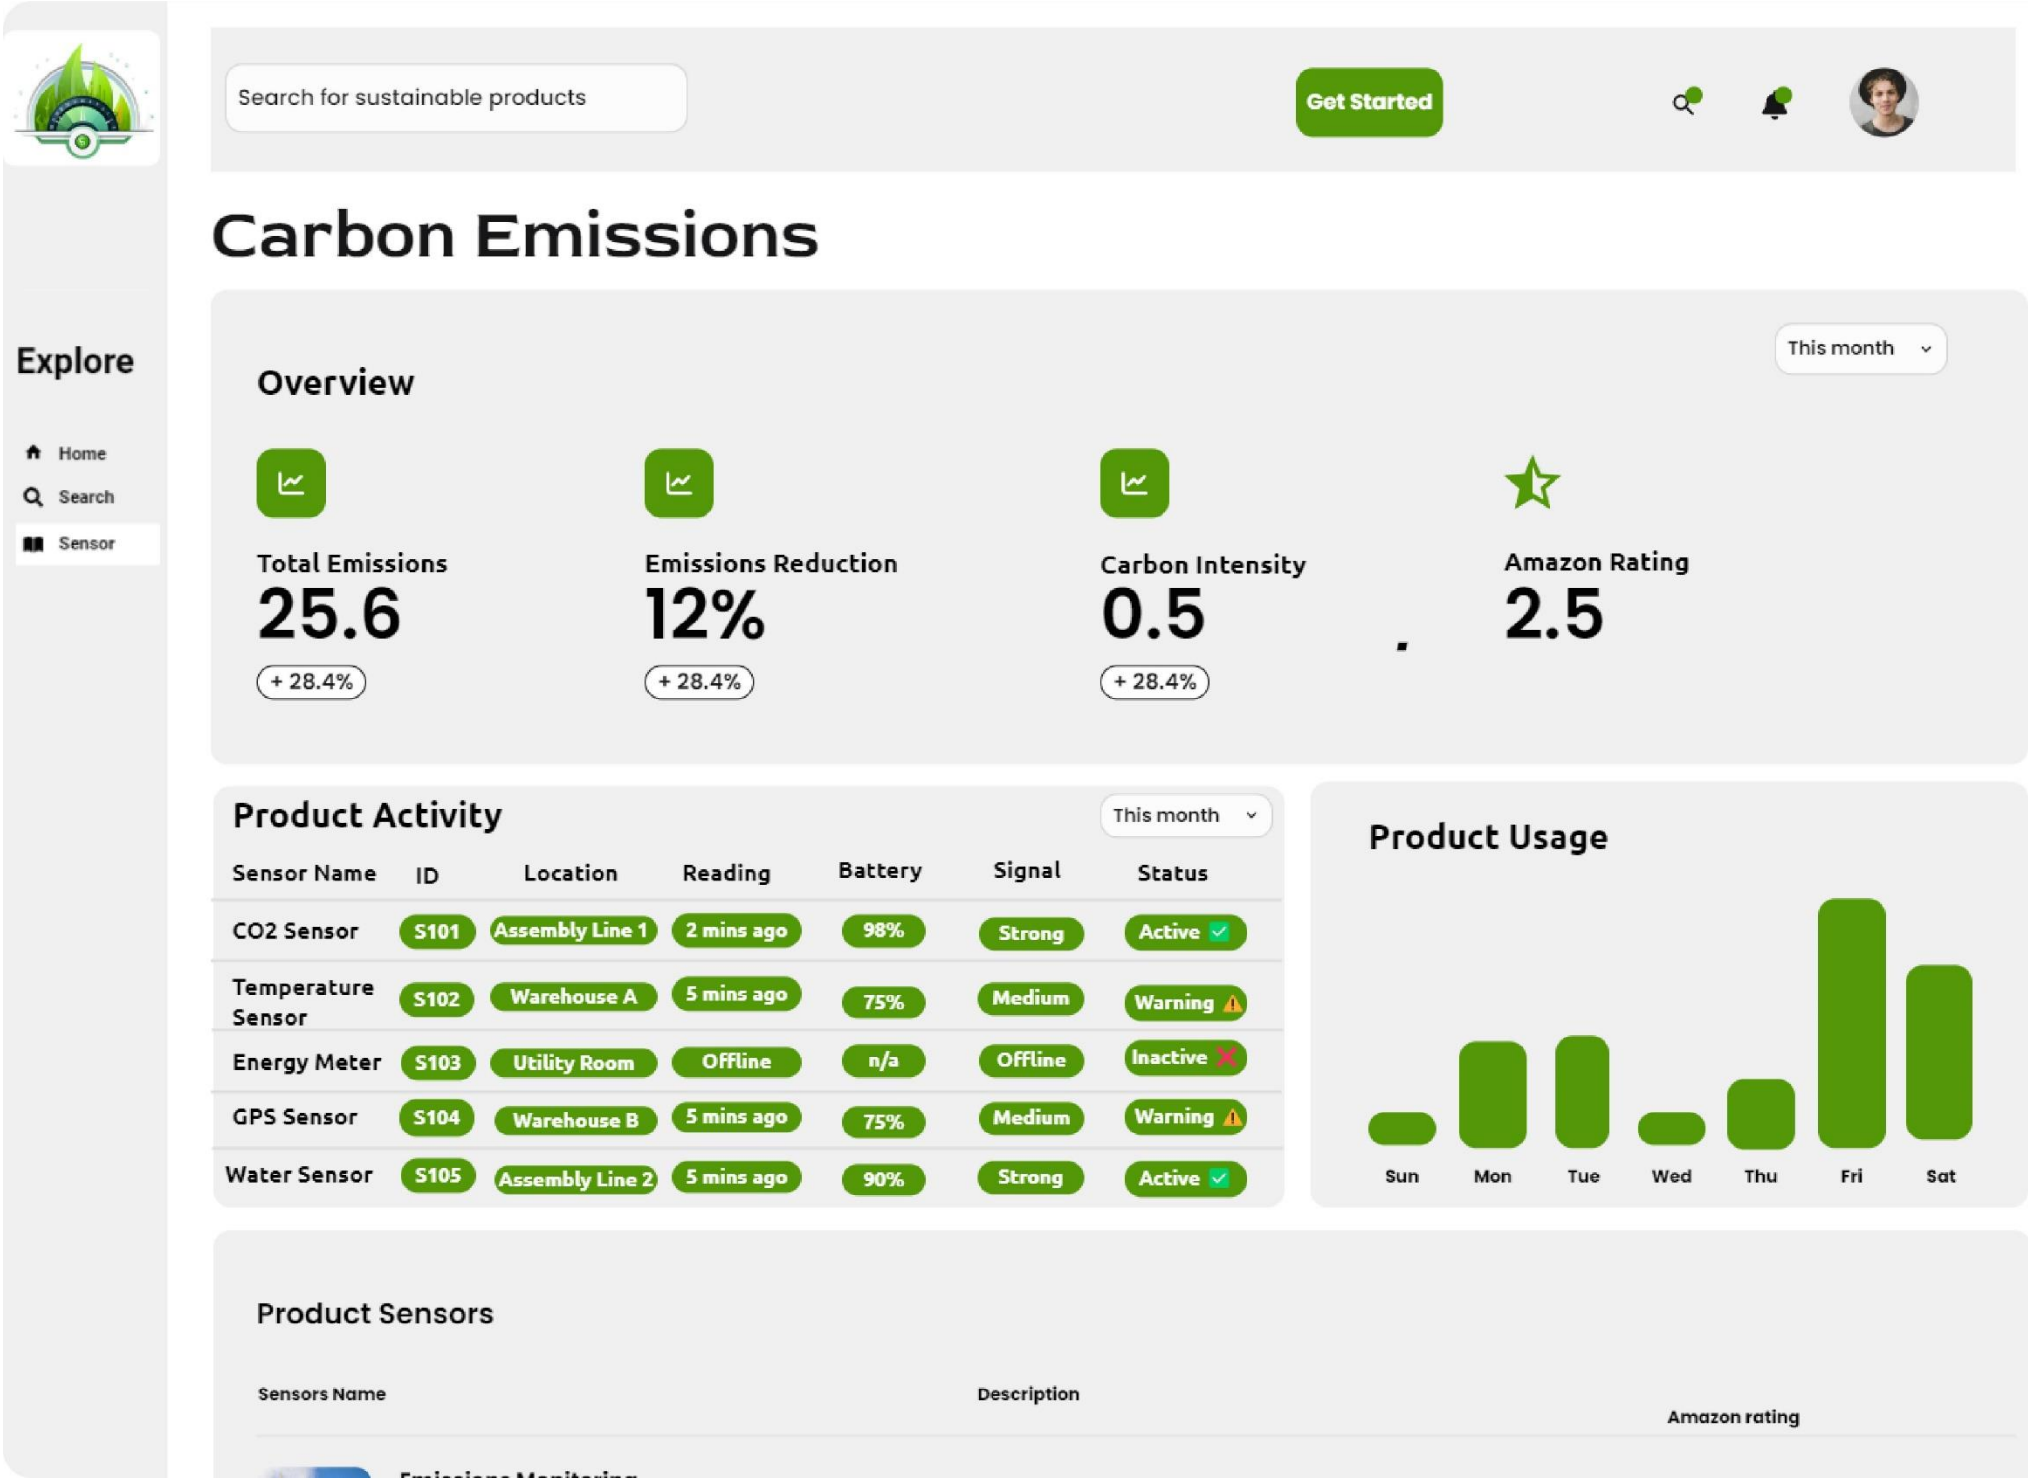 Search for sustainable products
Get Started
Carbon Emissions
Explore
Home
Search
Sensor
This month
Overview
Total Emissions
25.6
+ 28.4%
Emissions Reduction
12%
+ 28.4%
Carbon Intensity
0.5
+ 28.4%
.
Amazon Rating
2.5
Product Activity
This month
Sensor Name ID Location Reading Battery Signal Status
CO2 Sensor S101 Assembly Line 1 2 mins ago 98% Strong Active ✅
Temperature
Sensor S102 Warehouse A 5 mins ago 75% Medium Warning ⚠️
Energy Meter S103 Utility Room Offline n/a Offline Inactive ❌
GPS Sensor S104 Warehouse B 5 mins ago 75% Medium Warning ⚠️
Water Sensor S105 Assembly Line 2 5 mins ago 90% Strong Active ✅
Product Usage
Sun Mon Tue Wed Thu Fri Sat
Product Sensors
Sensors Name Description Amazon rating
Emissions Monitoring